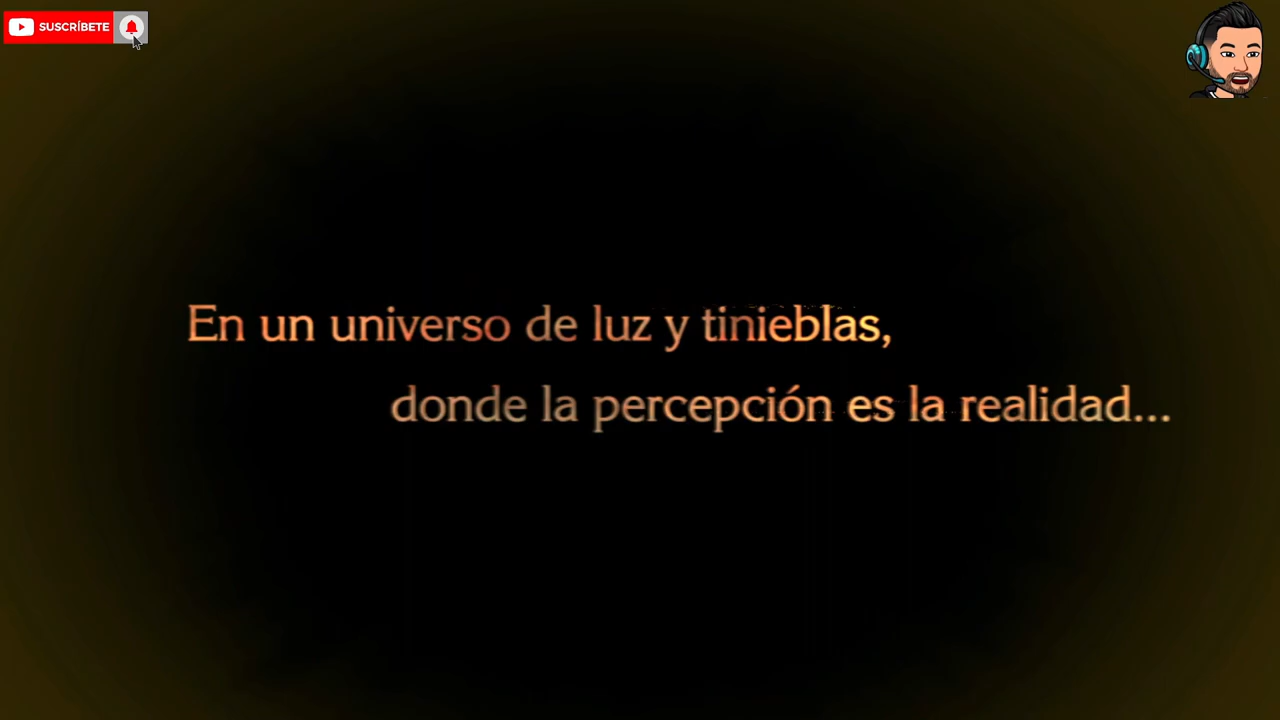 SUSCRÍBETE
En un universo de luz y tinieblas,
donde la percepción es la realidad...